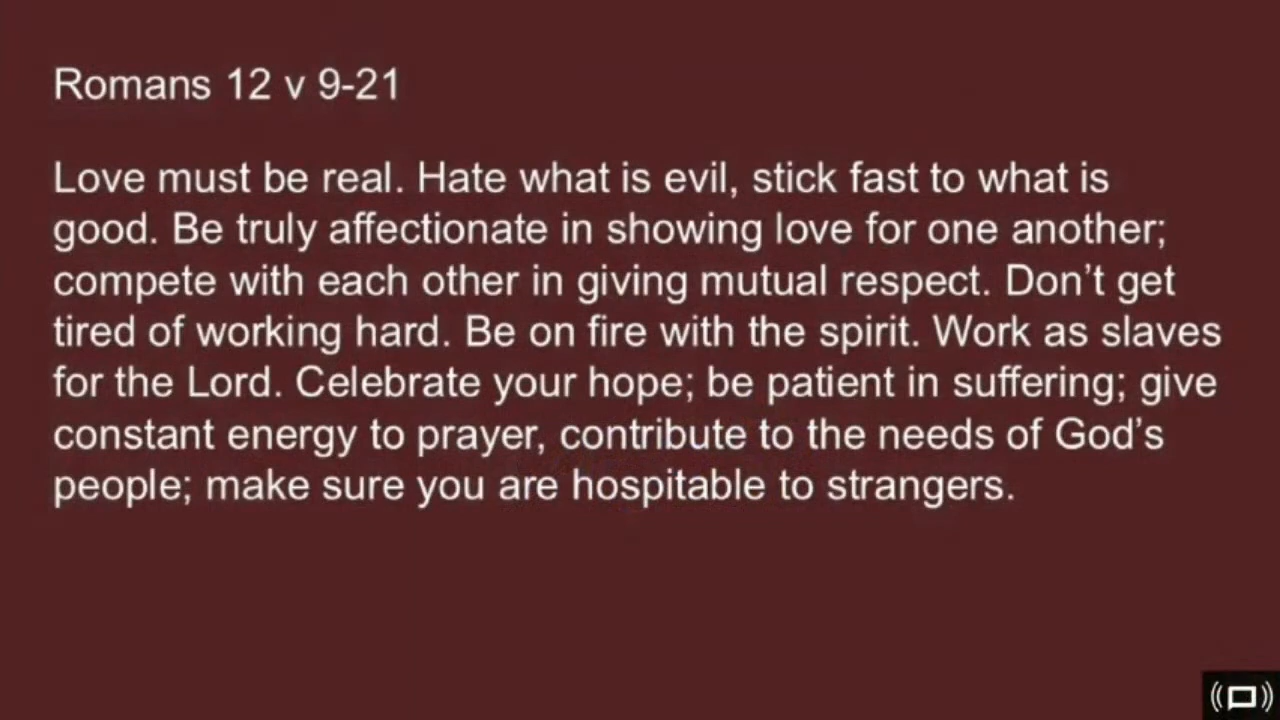 Romans 12 v 9-21
Love must be real. Hate what is evil, stick fast to what is
good. Be truly affectionate in showing love for one another;
compete with each other in giving mutual respect. Don’t get
tired of working hard. Be on fire with the spirit. Work as slaves
for the Lord. Celebrate your hope; be patient in suffering; give
constant energy to prayer, contribute to the needs of God’s
people; make sure you are hospitable to strangers.